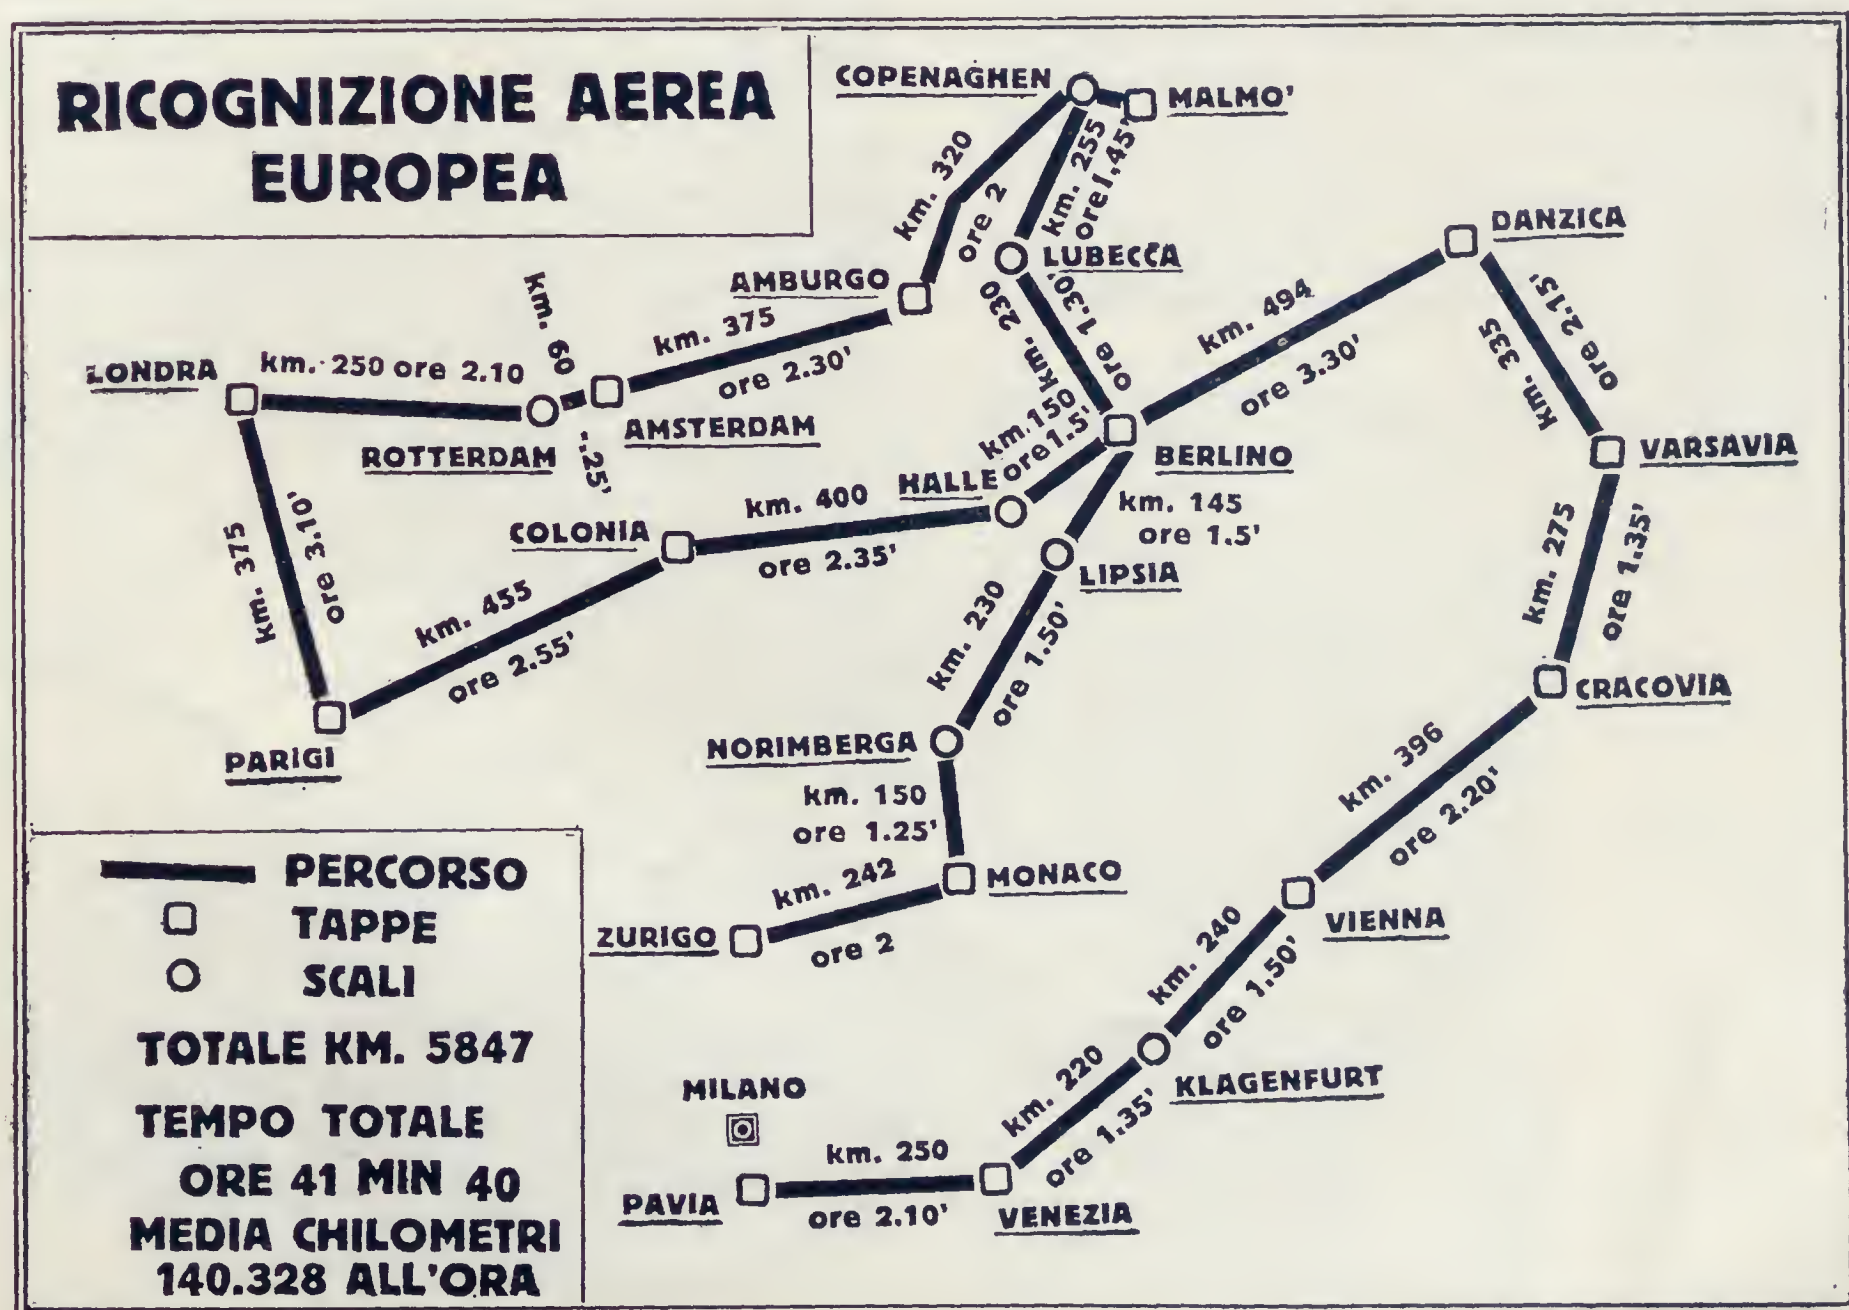 RICOGNIZIONE AEREA
EUROPEA
COPENAGHEN
MALMO'
km. 320
ore 2
km. 255
ore 1.45'
DANZICA
LUBECCA
AMBURGO
km. 60
km. 375
ore 2.30'
km. 230
ore 1.30'
km. 494
ore 3.30'
km. 335
ore 2.15'
LONDRA
km. 250 ore 2.10
ROTTERDAM
AMSTERDAM
-.25'
km. 150
ore 1.5'
BERLINO
VARSAVIA
HALLE
km. 400
ore 2.35'
COLONIA
km. 145
ore 1.5'
LIPSIA
km. 375
ore 3.10'
km. 455
ore 2.55'
km. 275
ore 1.35'
km. 230
ore 1.50'
CRACOVIA
PARIGI
NORIMBERGA
km. 150
ore 1.25'
km. 396
ore 2.20'
km. 242
ore 2
MONACO
ZURIGO
VIENNA
km. 240
ore 1.50'
KLAGENFURT
km. 220
ore 1.35'
MILANO
km. 250
ore 2.10'
PAVIA
VENEZIA
PERCORSO
TAPPE
SCALI
TOTALE KM. 5847
TEMPO TOTALE
ORE 41 MIN 40
MEDIA CHILOMETRI
140.328 ALL'ORA